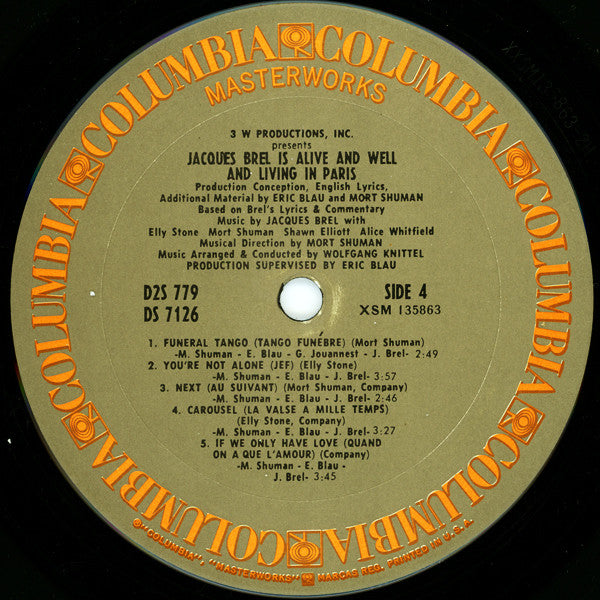 COLUMBIA COLUMBIA COLUMBIA COLUMBIA COLUMBIA COLUMBIA COLUMBIA
MASTERWORKS
3 W PRODUCTIONS, INC.
presents
JACQUES BREL IS ALIVE AND WELL
AND LIVING IN PARIS
Production Conception, English Lyrics,
Additional Material by ERIC BLAU and MORT SHUMAN
Based on Brel's Lyrics & Commentary
Music by JACQUES BREL with
Elly Stone Mort Shuman Shawn Elliott Alice Whitfield
Musical Direction by MORT SHUMAN
Music Arranged & Conducted by WOLFGANG KNITTEL
PRODUCTION SUPERVISED BY ERIC BLAU
D2S 779 SIDE 4
DS 7126 XSM 135863
1. FUNERAL TANGO (TANGO FUNÉBRE) (Mort Shuman)
-M. Shuman - E. Blau - G. Jouannest - J. Brel- 2:49
2. YOU'RE NOT ALONE (JEF) (Elly Stone)
-M. Shuman - E. Blau - J. Brel- 3:57
3. NEXT (AU SUIVANT) (Mort Shuman, Company)
-M. Shuman - E. Blau - J. Brel- 2:46
4. CAROUSEL (LA VALSE A MILLE TEMPS)
(Elly Stone, Company)
-M. Shuman - E. Blau - J. Brel- 3:27
5. IF WE ONLY HAVE LOVE (QUAND
ON A QUE L'AMOUR) (Company)
-M. Shuman - E. Blau -
J. Brel- 3:45
® "COLUMBIA", "MASTERWORKS" MARCAS REG. PRINTED IN U.S.A.